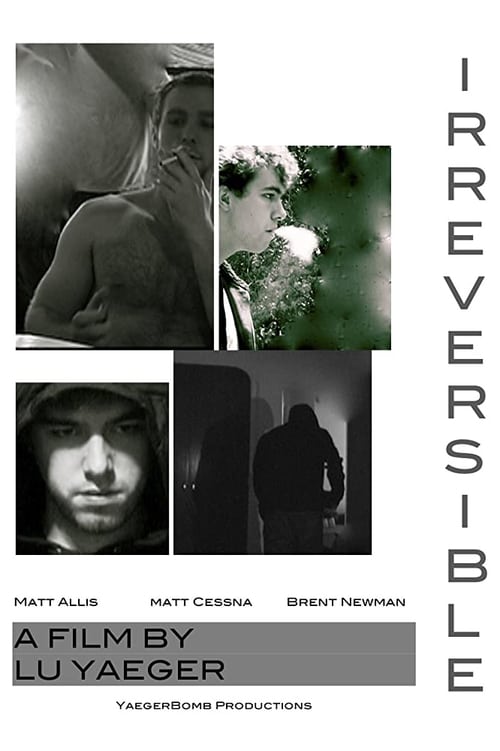 IRREVERSIBLE
Matt Allis matt Cessna Brent Newman
A FILM BY
LU YAEGER
YaegerBomb Productions